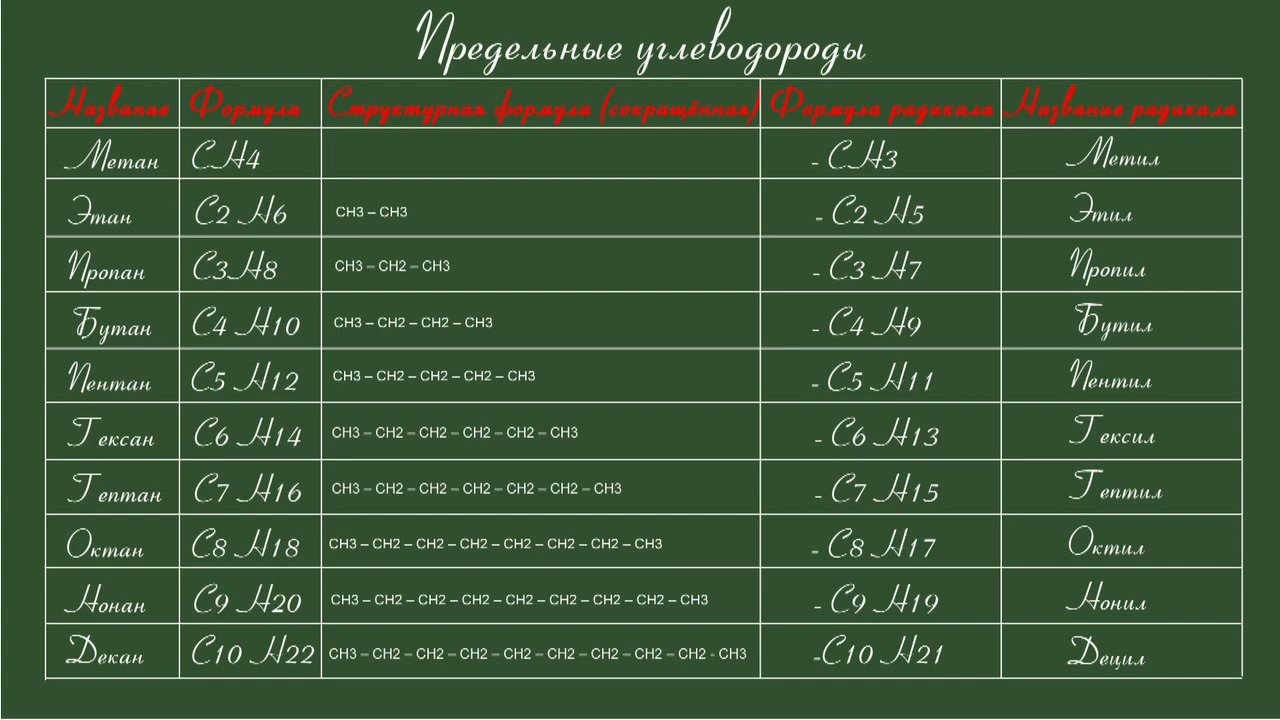 Предельные углеводороды
Название Формула Структурная формула (сокращённая) Формула радикала Название радикала
Метан CH4 - CH3 Метил
Этан C2 H6 CH3 – CH3 - C2 H5 Этил
Пропан C3H8 CH3 – CH2 – CH3 - C3 H7 Пропил
Бутан C4 H10 CH3 – CH2 – CH2 – CH3 - C4 H9 Бутил
Пентан C5 H12 CH3 – CH2 – CH2 – CH2 – CH3 - C5 H11 Пентил
Гексан C6 H14 CH3 – CH2 – CH2 – CH2 – CH2 – CH3 - C6 H13 Гексил
Гептан C7 H16 CH3 – CH2 – CH2 – CH2 – CH2 – CH2 – CH3 - C7 H15 Гептил
Октан C8 H18 CH3 – CH2 – CH2 – CH2 – CH2 – CH2 – CH2 – CH3 - C8 H17 Октил
Нонан C9 H20 CH3 – CH2 – CH2 – CH2 – CH2 – CH2 – CH2 – CH2 – CH3 - C9 H19 Нонил
Декан C10 H22 CH3 – CH2 – CH2 – CH2 – CH2 – CH2 – CH2 – CH2 – CH2 - CH3 -C10 H21 Децил